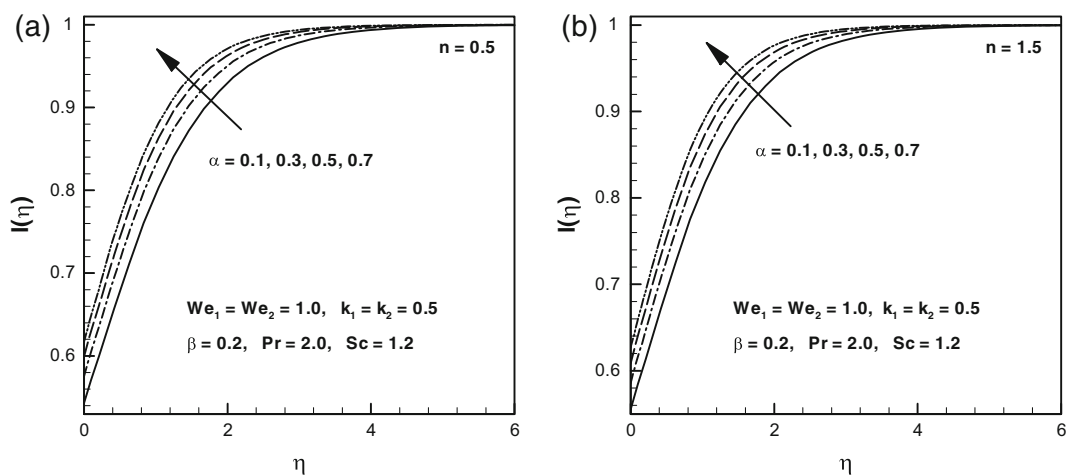 (a)
n = 0.5
α = 0.1, 0.3, 0.5, 0.7
We₁ = We₂ = 1.0, k₁ = k₂ = 0.5
β = 0.2, Pr = 2.0, Sc = 1.2
l(η)
1
0.9
0.8
0.7
0.6
0
2
4
6
η
(b)
n = 1.5
α = 0.1, 0.3, 0.5, 0.7
We₁ = We₂ = 1.0, k₁ = k₂ = 0.5
β = 0.2, Pr = 2.0, Sc = 1.2
l(η)
1
0.9
0.8
0.7
0.6
0
2
4
6
η